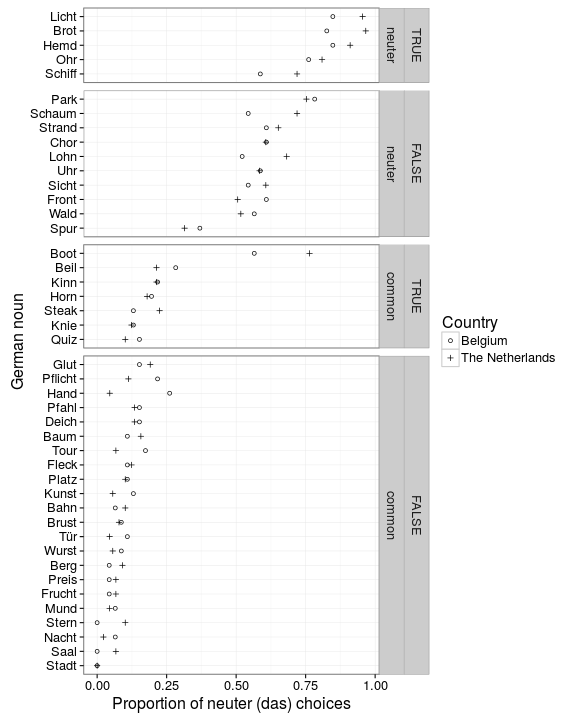 Licht
Brot
Hemd
Ohr
Schiff
neuter
TRUE
Park
Schaum
Strand
Chor
Lohn
Uhr
Sicht
Front
Wald
Spur
neuter
FALSE
Boot
Beil
Kinn
Horn
Steak
Knie
Quiz
common
TRUE
Glut
Pflicht
Hand
Pfahl
Deich
Baum
Tour
Fleck
Platz
Kunst
Bahn
Brust
Tür
Wurst
Berg
Preis
Frucht
Mund
Stern
Nacht
Saal
Stadt
common
FALSE
German noun
0.00 0.25 0.50 0.75 1.00
Proportion of neuter (das) choices
Country
Belgium
The Netherlands